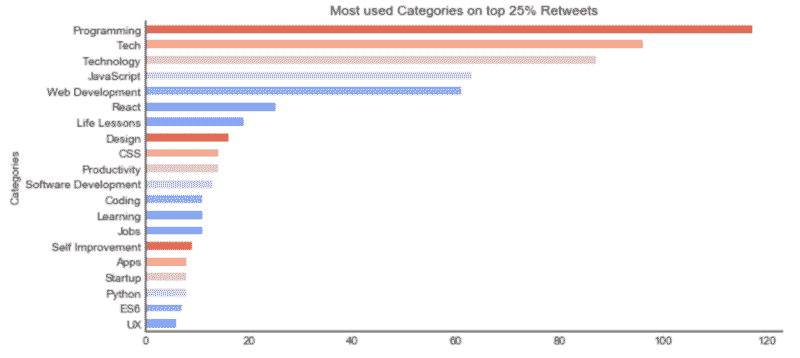 Most used Categories on top 25% Retweets
Categories
Programming
Tech
Technology
JavaScript
Web Development
React
Life Lessons
Design
CSS
Productivity
Software Development
Coding
Learning
Jobs
Self Improvement
Apps
Startup
Python
ES6
UX
0 20 40 60 80 100 120